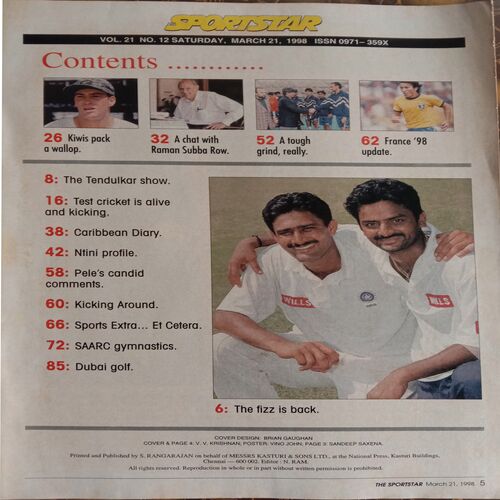 SPORTSTAR
VOL. 21 NO. 12 SATURDAY, MARCH 21, 1998 ISSN 0971–359X
Contents ............
26 Kiwis pack
a wallop.
32 A chat with
Raman Subba Row.
52 A tough
grind, really.
62 France '98
update.
8: The Tendulkar show.
16: Test cricket is alive
and kicking.
38: Caribbean Diary.
42: Ntini profile.
58: Pele's candid
comments.
60: Kicking Around.
66: Sports Extra... Et Cetera.
72: SAARC gymnastics.
85: Dubai golf.
WILLS
WILLS
6: The fizz is back.
COVER DESIGN: BRIAN GAUGHAN
COVER & PAGE 4: V. V. KRISHNAN; POSTER: VINO JOHN; PAGE 3: SANDEEP SAXENA.
Printed and Published by S. RANGARAJAN on behalf of MESSRS KASTURI & SONS LTD., at the National Press, Kasturi Buildings,
Chennai — 600 002. Editor : N. RAM.
All rights reserved. Reproduction in whole or in part without written permission is prohibited.
THE SPORTSTAR March 21, 1998. 5